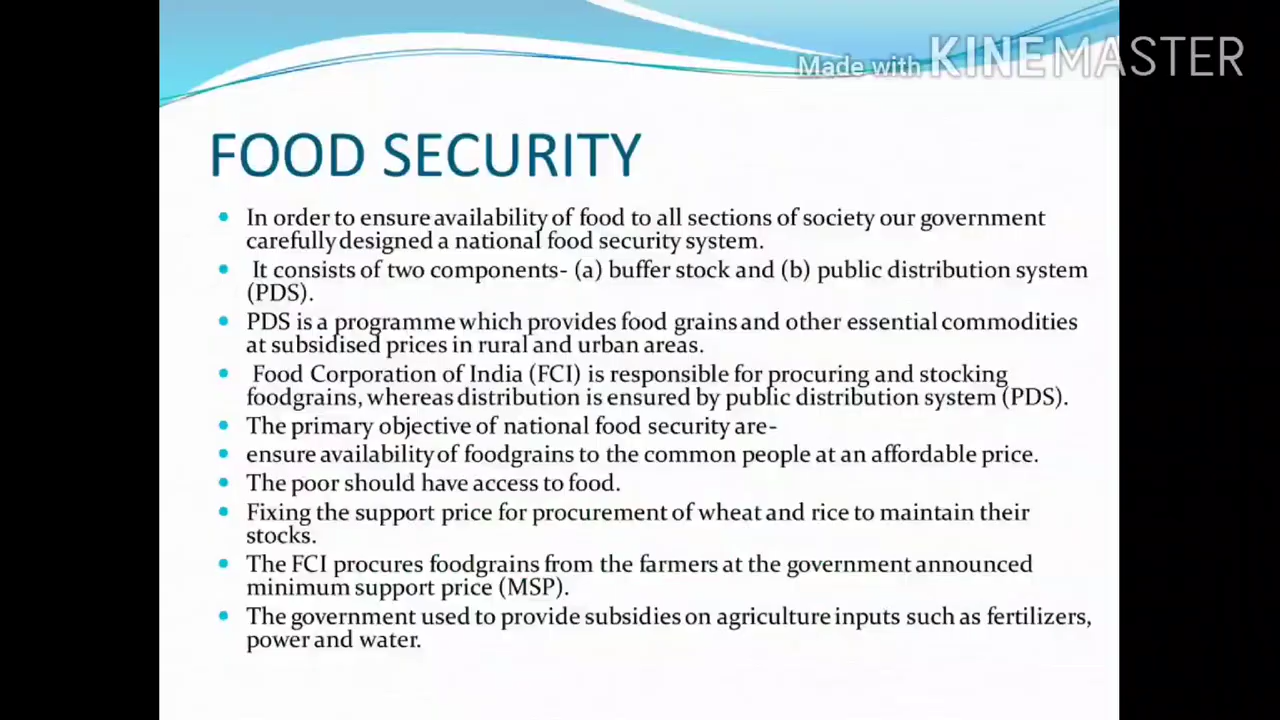 Made with KINEMASTER
FOOD SECURITY
• In order to ensure availability of food to all sections of society our government
carefully designed a national food security system.
• It consists of two components- (a) buffer stock and (b) public distribution system
(PDS).
• PDS is a programme which provides food grains and other essential commodities
at subsidised prices in rural and urban areas.
• Food Corporation of India (FCI) is responsible for procuring and stocking
foodgrains, whereas distribution is ensured by public distribution system (PDS).
• The primary objective of national food security are-
• ensure availability of foodgrains to the common people at an affordable price.
• The poor should have access to food.
• Fixing the support price for procurement of wheat and rice to maintain their
stocks.
• The FCI procures foodgrains from the farmers at the government announced
minimum support price (MSP).
• The government used to provide subsidies on agriculture inputs such as fertilizers,
power and water.